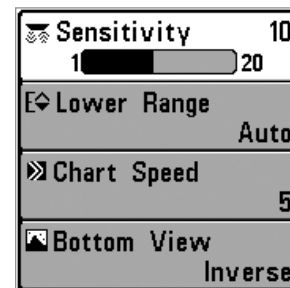 Sensitivity 10
1 20
Lower Range
Auto
Chart Speed
5
Bottom View
Inverse